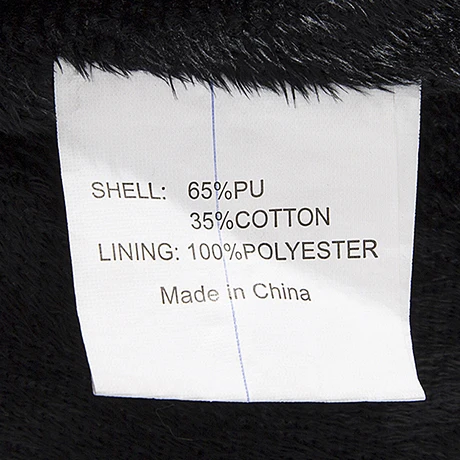 SHELL: 65%PU
35%COTTON
LINING: 100%POLYESTER
Made in China